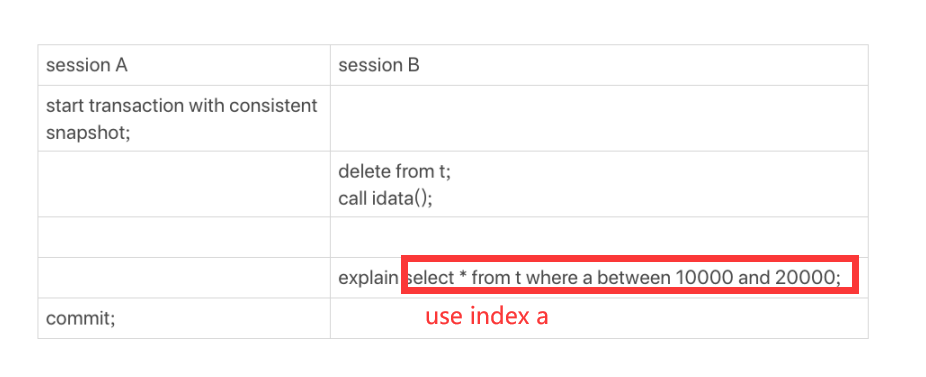 session A
session B
start transaction with consistent
snapshot;
delete from t;
call idata();
explain select * from t where a between 10000 and 20000;
commit;
use index a